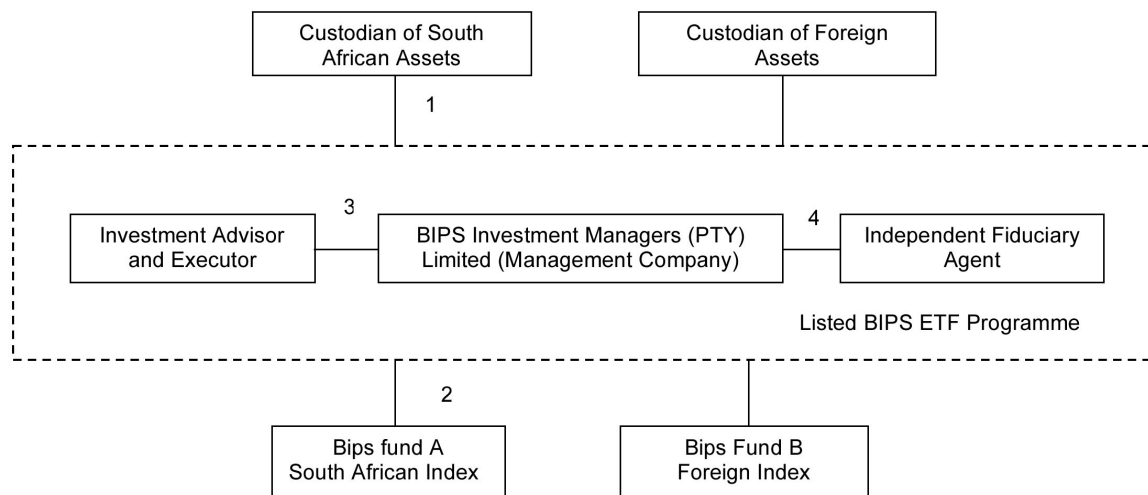 Custodian of South
African Assets
Custodian of Foreign
Assets
1
3
4
Investment Advisor
and Executor
BIPS Investment Managers (PTY)
Limited (Management Company)
Independent Fiduciary
Agent
Listed BIPS ETF Programme
2
Bips fund A
South African Index
Bips Fund B
Foreign Index